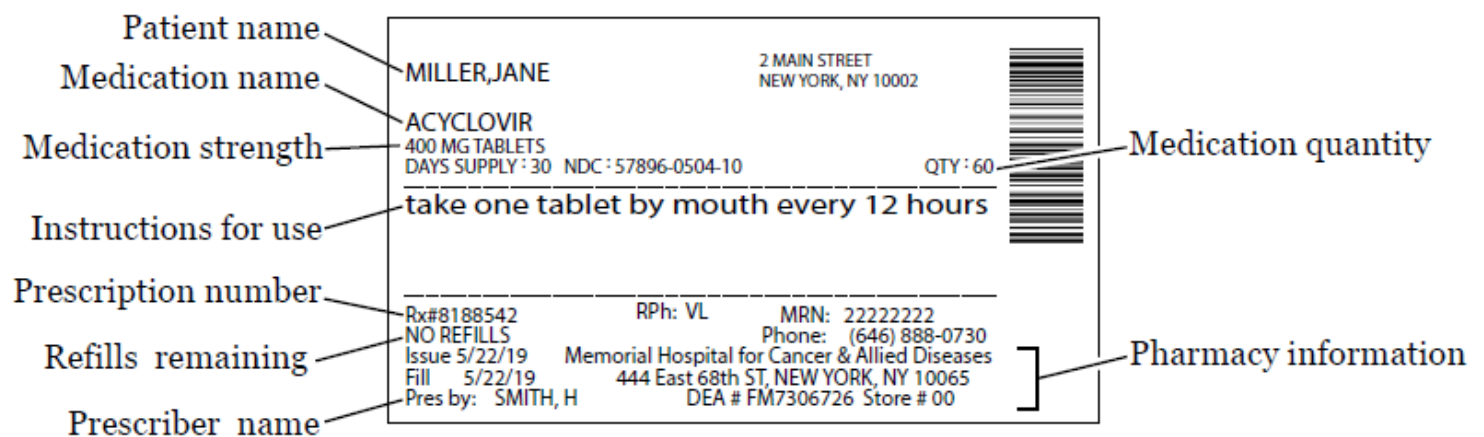 Patient name
Medication name
Medication strength
Instructions for use
Prescription number
Refills remaining
Prescriber name
MILLER,JANE
2 MAIN STREET
NEW YORK, NY 10002
ACYCLOVIR
400 MG TABLETS
DAYS SUPPLY : 30 NDC : 57896-0504-10 QTY : 60
take one tablet by mouth every 12 hours
Rx#8188542 RPh: VL MRN: 22222222
NO REFILLS Phone: (646) 888-0730
Issue 5/22/19 Memorial Hospital for Cancer & Allied Diseases
Fill 5/22/19 444 East 68th ST, NEW YORK, NY 10065
Pres by: SMITH, H DEA # FM7306726 Store # 00
Medication quantity
Pharmacy information